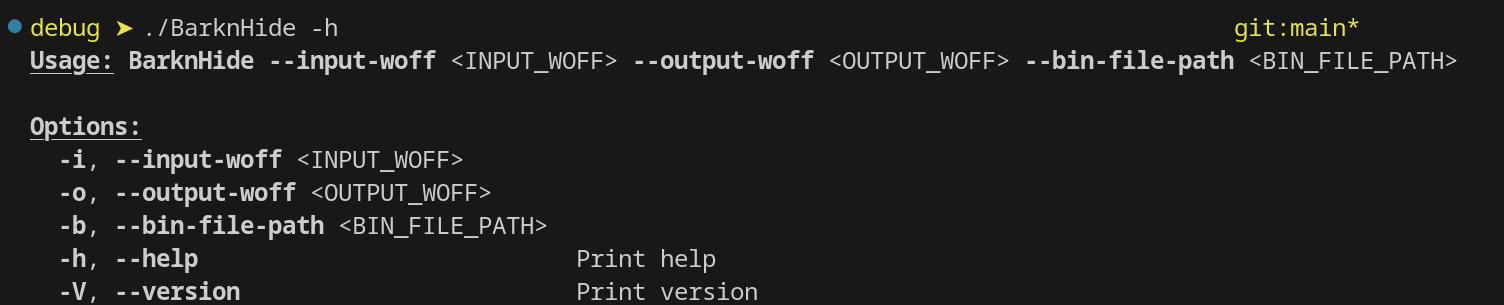 debug ➤ ./BarknHide -h git:main*
Usage: BarknHide --input-woff <INPUT_WOFF> --output-woff <OUTPUT_WOFF> --bin-file-path <BIN_FILE_PATH>
Options:
-i, --input-woff <INPUT_WOFF>
-o, --output-woff <OUTPUT_WOFF>
-b, --bin-file-path <BIN_FILE_PATH>
-h, --help Print help
-V, --version Print version